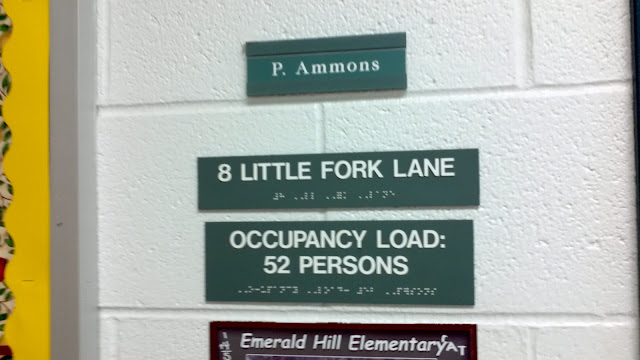 P. Ammons
8 LITTLE FORK LANE
OCCUPANCY LOAD:
52 PERSONS
Emerald Hill Elementary